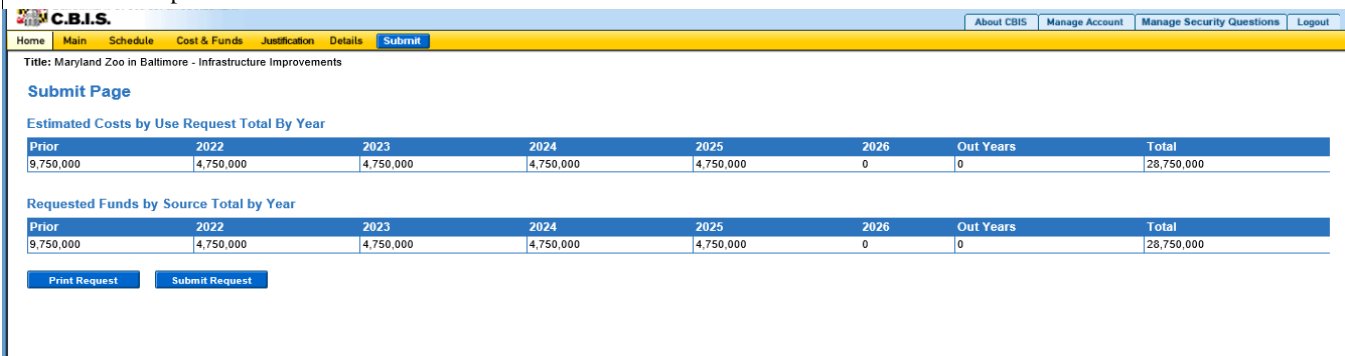 C.B.I.S.
About CBIS Manage Account Manage Security Questions Logout
Home Main Schedule Cost & Funds Justification Details Submit
Title: Maryland Zoo in Baltimore - Infrastructure Improvements
Submit Page
Estimated Costs by Use Request Total By Year
Prior 2022 2023 2024 2025 2026 Out Years Total
9,750,000 4,750,000 4,750,000 4,750,000 4,750,000 0 0 28,750,000
Requested Funds by Source Total by Year
Prior 2022 2023 2024 2025 2026 Out Years Total
9,750,000 4,750,000 4,750,000 4,750,000 4,750,000 0 0 28,750,000
Print Request Submit Request